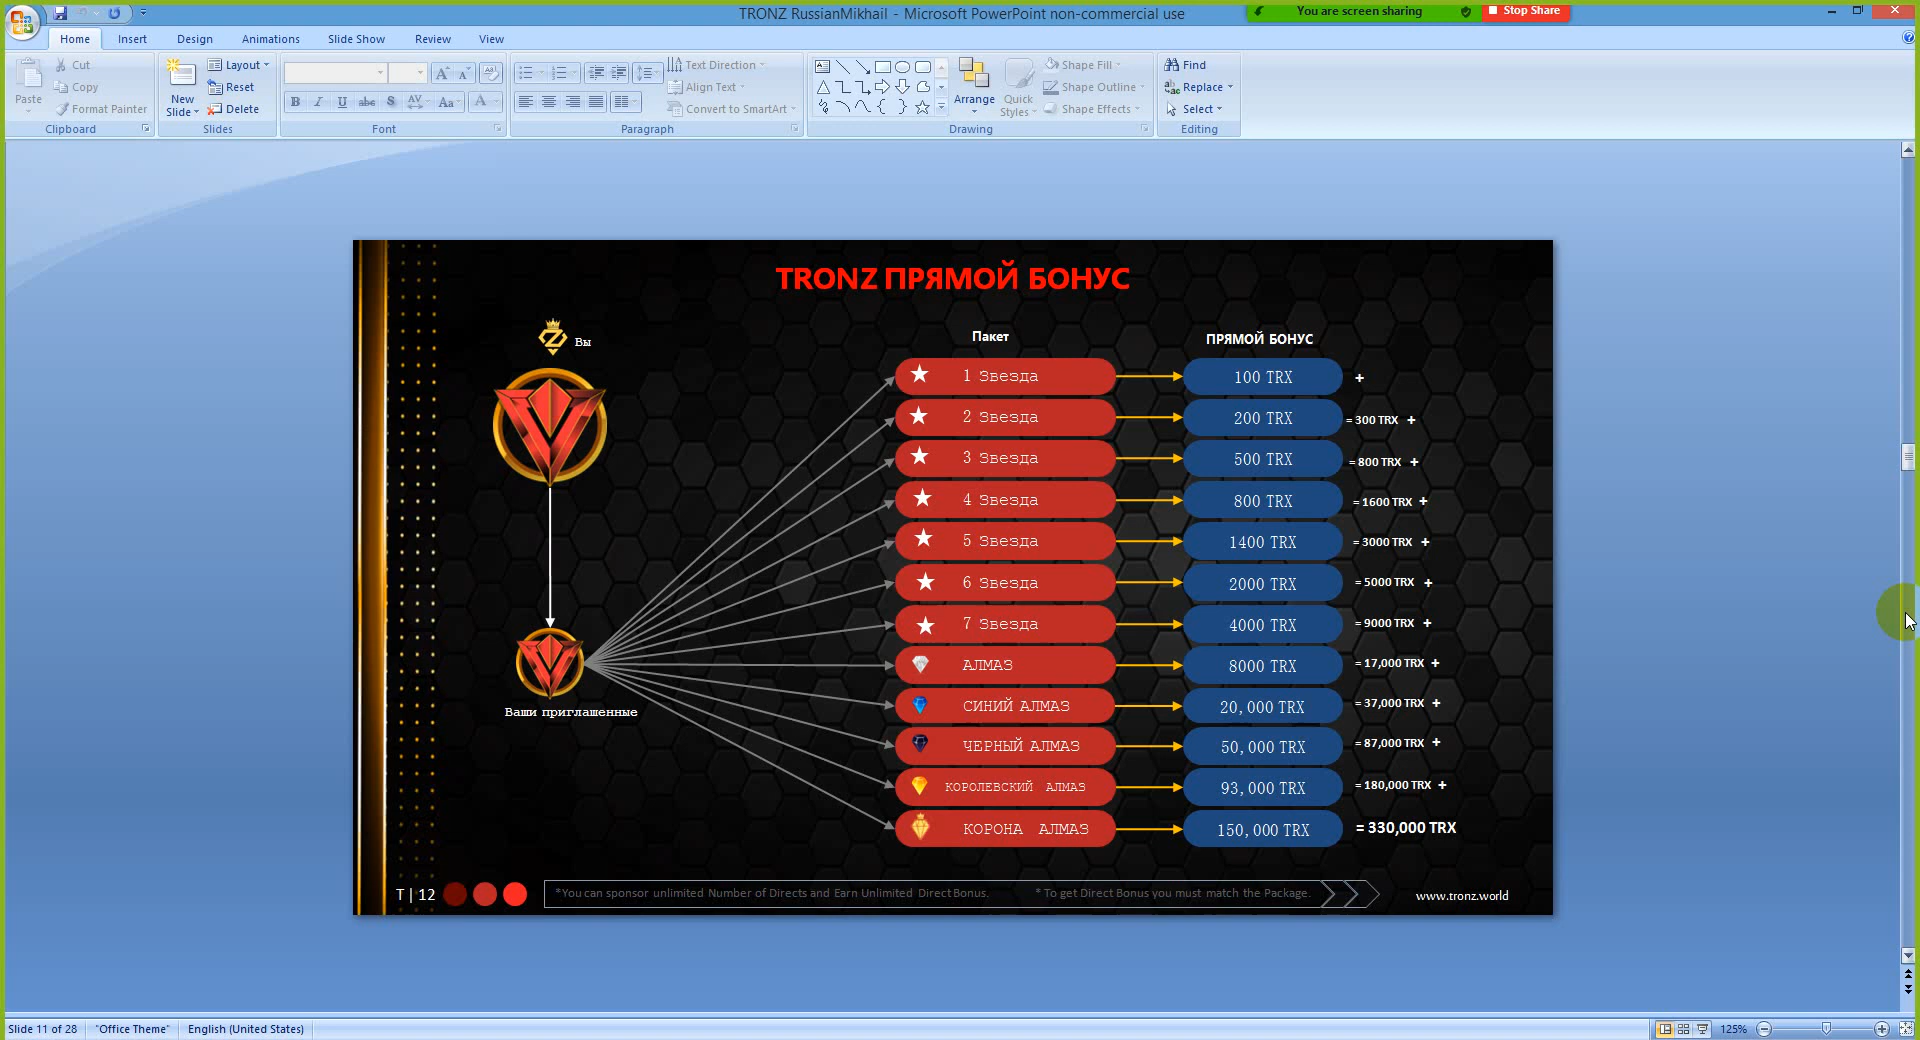 TRONZ RussianMikhail - Microsoft PowerPoint non-commercial use
You are screen sharing
Stop Share
Home Insert Design Animations Slide Show Review View
Paste
Cut
Copy
Format Painter
Clipboard
New Slide
Layout
Reset
Delete
Slides
Font
Text Direction
Align Text
Convert to SmartArt
Paragraph
Arrange
Quick Styles
Shape Fill
Shape Outline
Shape Effects
Drawing
Find
Replace
Select
Editing
TRONZ ПРЯМОЙ БОНУС
Вы
Ваши приглашенные
Пакет ПРЯМОЙ БОНУС
1 Звезда 100 TRX +
2 Звезда 200 TRX = 300 TRX +
3 Звезда 500 TRX = 800 TRX +
4 Звезда 800 TRX = 1600 TRX +
5 Звезда 1400 TRX = 3000 TRX +
6 Звезда 2000 TRX = 5000 TRX +
7 Звезда 4000 TRX = 9000 TRX +
АЛМАЗ 8000 TRX = 17,000 TRX +
СИНИЙ АЛМАЗ 20,000 TRX = 37,000 TRX +
ЧЕРНЫЙ АЛМАЗ 50,000 TRX = 87,000 TRX +
КОРОЛЕВСКИЙ АЛМАЗ 93,000 TRX = 180,000 TRX +
КОРОНА АЛМАЗ 150,000 TRX = 330,000 TRX
T | 12
*You can sponsor unlimited Number of Directs and Earn Unlimited Direct Bonus. * To get Direct Bonus you must match the Package.
www.tronz.world
Slide 11 of 28 "Office Theme" English (United States) 125%